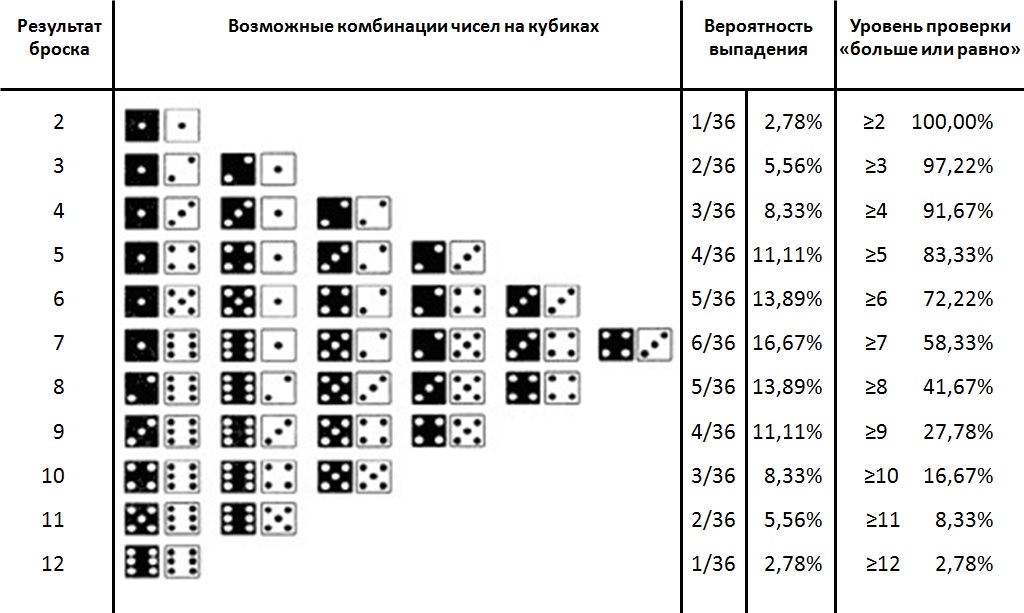 Результат броска
Возможные комбинации чисел на кубиках
Вероятность выпадения
Уровень проверки «больше или равно»
2 1/36 2,78% ≥2 100,00%
3 2/36 5,56% ≥3 97,22%
4 3/36 8,33% ≥4 91,67%
5 4/36 11,11% ≥5 83,33%
6 5/36 13,89% ≥6 72,22%
7 6/36 16,67% ≥7 58,33%
8 5/36 13,89% ≥8 41,67%
9 4/36 11,11% ≥9 27,78%
10 3/36 8,33% ≥10 16,67%
11 2/36 5,56% ≥11 8,33%
12 1/36 2,78% ≥12 2,78%